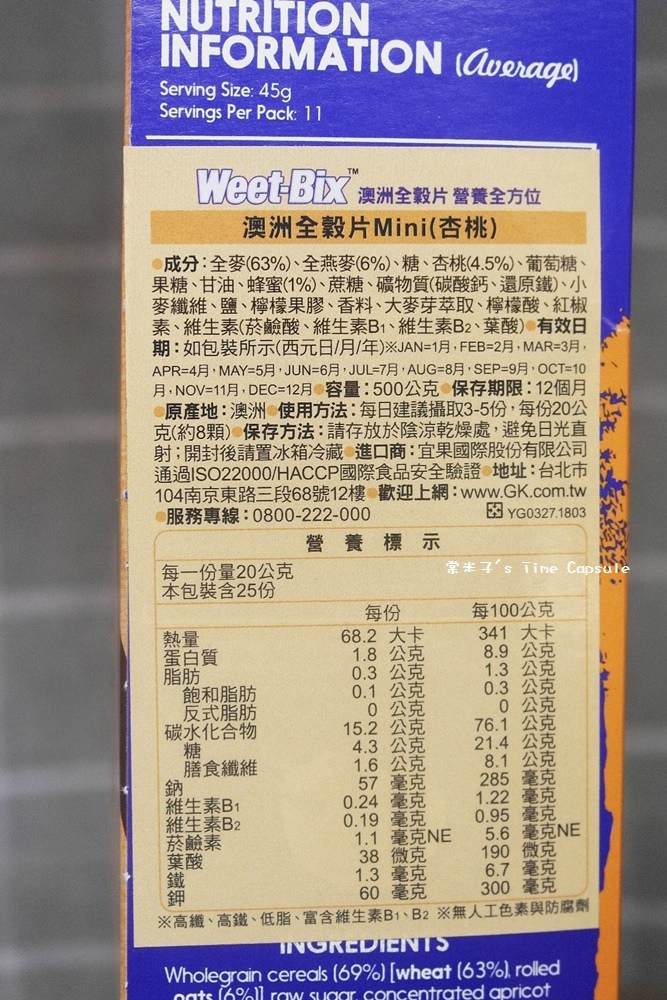 NUTRITION
INFORMATION (Average)
Serving Size: 45g
Servings Per Pack: 11
Weet-Bix™ 澳洲全穀片 營養全方位
澳洲全穀片Mini(杏桃)
●成分:全麥(63%)、全燕麥(6%)、糖、杏桃(4.5%)、葡萄糖、
果糖、甘油、蜂蜜(1%)、蔗糖、礦物質(碳酸鈣、還原鐵)、小
麥纖維、鹽、檸檬果膠、香料、大麥芽萃取、檸檬酸、紅椒
素、維生素(菸鹼酸、維生素B1、維生素B2、葉酸)●有效日
期:如包裝所示(西元日/月/年)※JAN=1月,FEB=2月,MAR=3月,
APR=4月,MAY=5月,JUN=6月,JUL=7月,AUG=8月,SEP=9月,OCT=10
月,NOV=11月,DEC=12月●容量:500公克●保存期限:12個月
●原產地:澳洲●使用方法:每日建議攝取3-5份,每份20公
克(約8顆)●保存方法:請存放於陰涼乾燥處,避免日光直
射;開封後請置冰箱冷藏●進口商:宜果國際股份有限公司
通過ISO22000/HACCP國際食品安全驗證●地址:台北市
104南京東路三段68號12樓●歡迎上網:www.GK.com.tw
●服務專線:0800-222-000 YG0327.1803
營養標示
每一份量20公克
本包裝含25份
每份 每100公克
熱量 68.2 大卡 341 大卡
蛋白質 1.8 公克 8.9 公克
脂肪 0.3 公克 1.3 公克
飽和脂肪 0.1 公克 0.3 公克
反式脂肪 0 公克 0 公克
碳水化合物 15.2 公克 76.1 公克
糖 4.3 公克 21.4 公克
膳食纖維 1.6 公克 8.1 公克
鈉 57 毫克 285 毫克
維生素B1 0.24 毫克 1.22 毫克
維生素B2 0.19 毫克 0.95 毫克
菸鹼素 1.1 毫克NE 5.6 毫克NE
葉酸 38 微克 190 微克
鐵 1.3 毫克 6.7 毫克
鉀 60 毫克 300 毫克
※高纖、高鐵、低脂、富含維生素B1、B2 ※無人工色素與防腐劑
INGREDIENTS
Wholegrain cereals (69%) [wheat (63%), rolled
oats (6%)], raw sugar, concentrated apricot
米子's Time Capsule